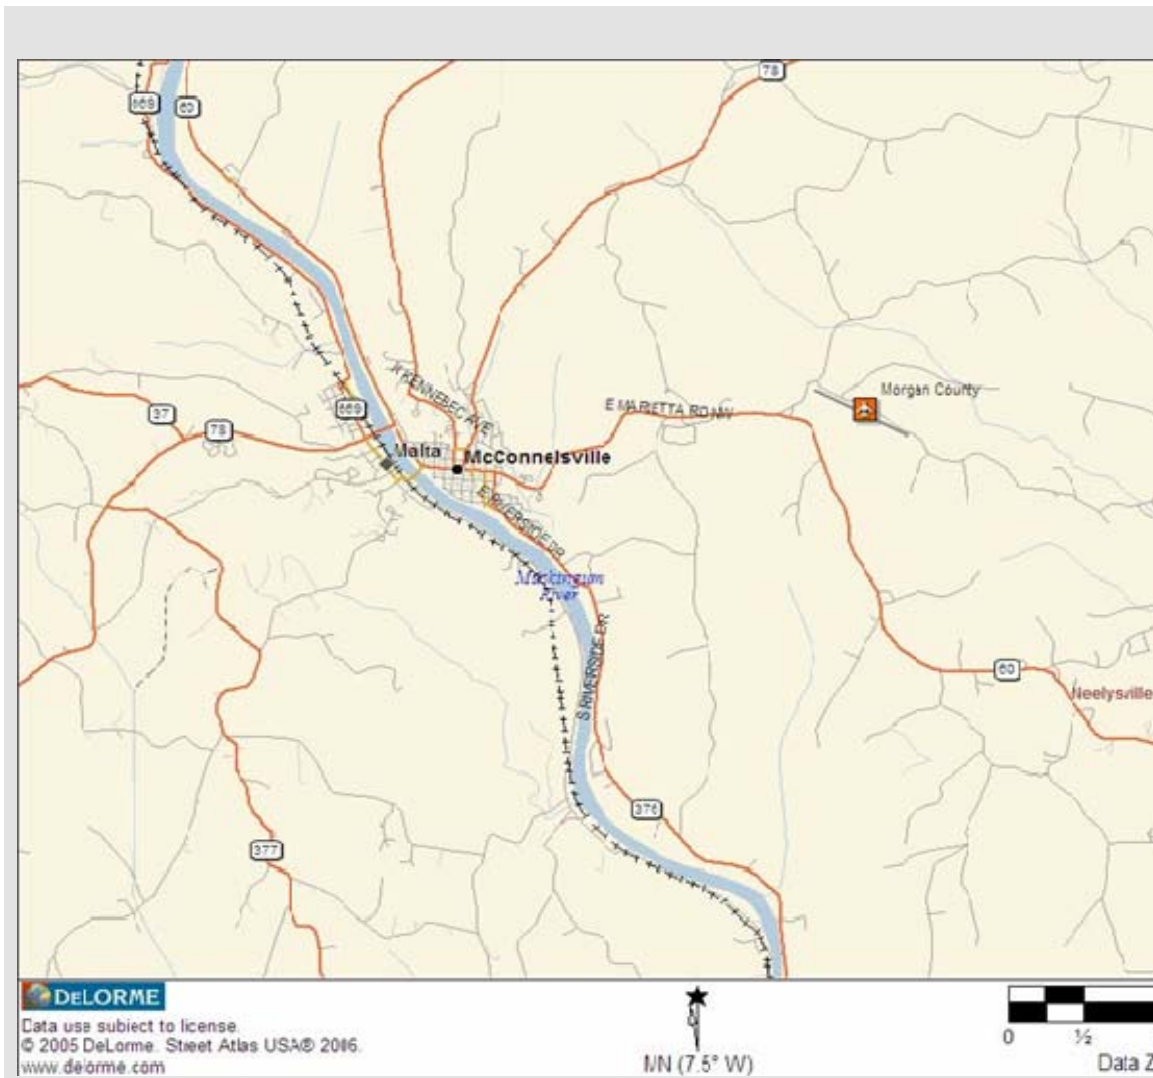 78
669
60
Morgan County
N KENNEBEC AVE
E MARIETTA RD NW
37
669
78
Malta
McConnelsville
E RIVERSIDE DR
Muskingum
River
S RIVERSIDE DR
60
Neelysville
376
377
DELORME
Data use subject to license.
© 2005 DeLorme. Street Atlas USA® 2006.
www.delorme.com
MN (7.5° W)
0 ½
Data Z